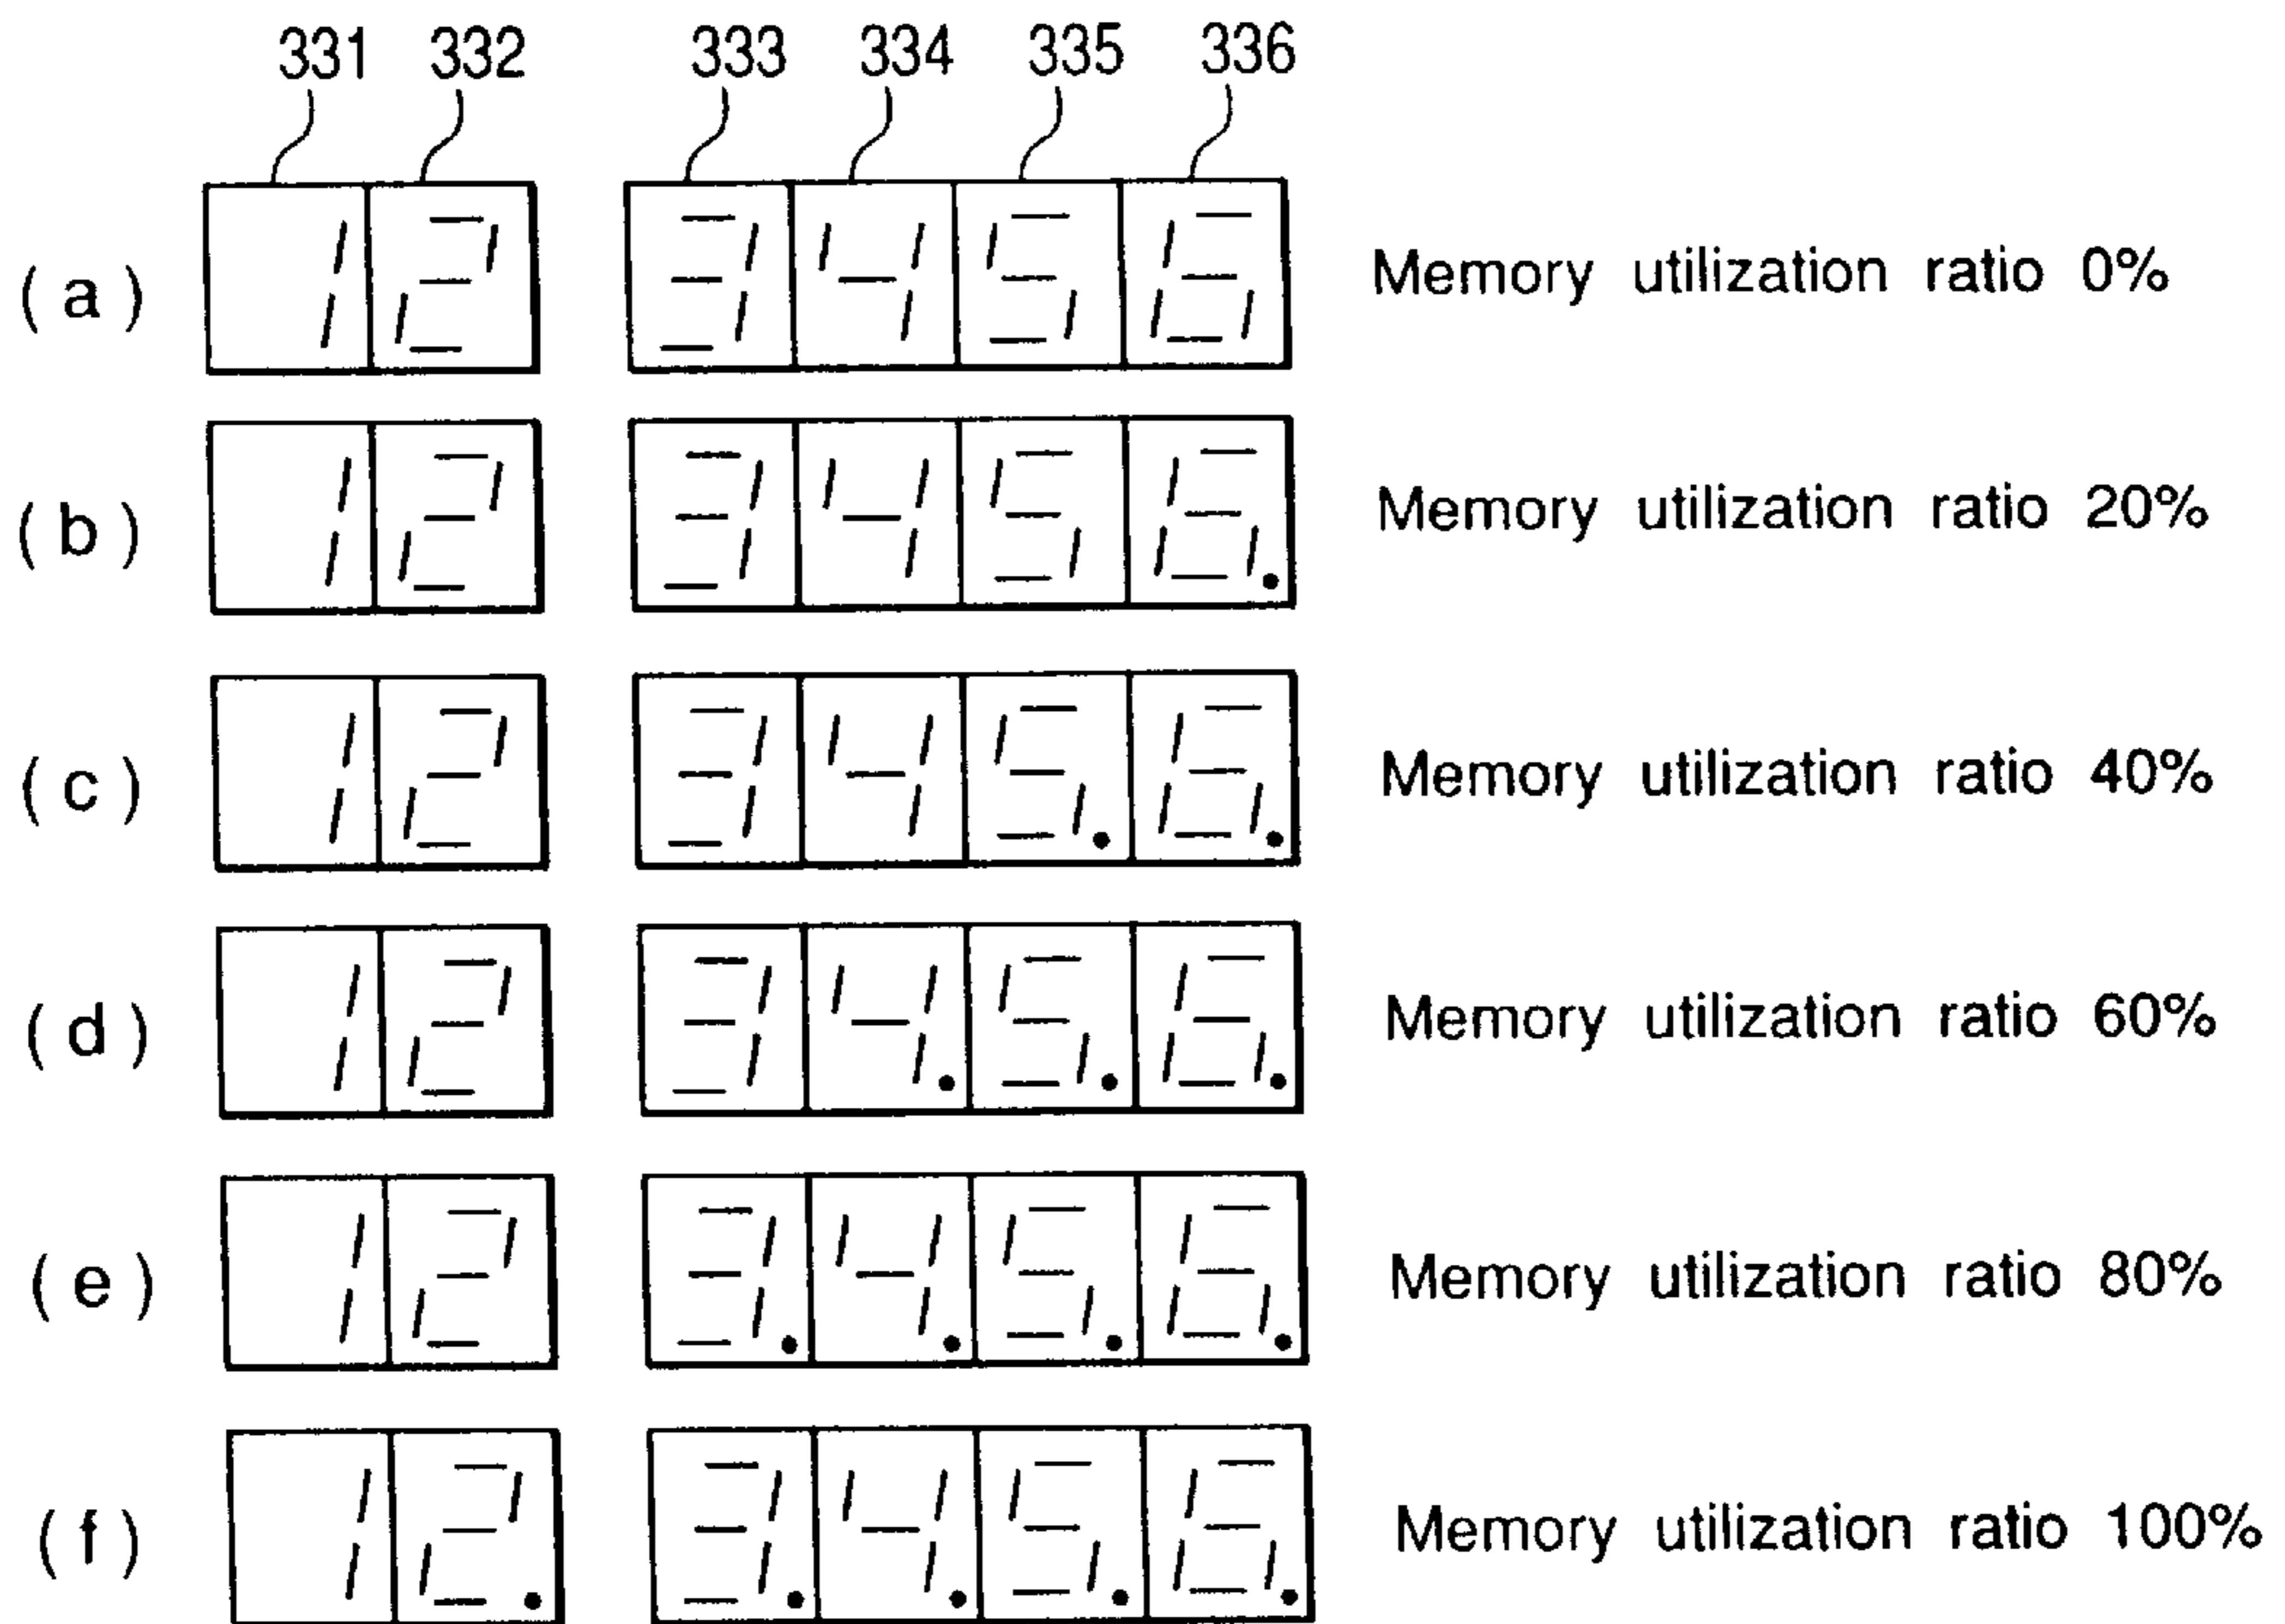 331 332 333 334 335 336
(a) 12 3456 Memory utilization ratio 0%
(b) 12 3456. Memory utilization ratio 20%
(c) 12 345.6. Memory utilization ratio 40%
(d) 12 34.5.6. Memory utilization ratio 60%
(e) 12 3.4.5.6. Memory utilization ratio 80%
(f) 12. 3.4.5.6. Memory utilization ratio 100%